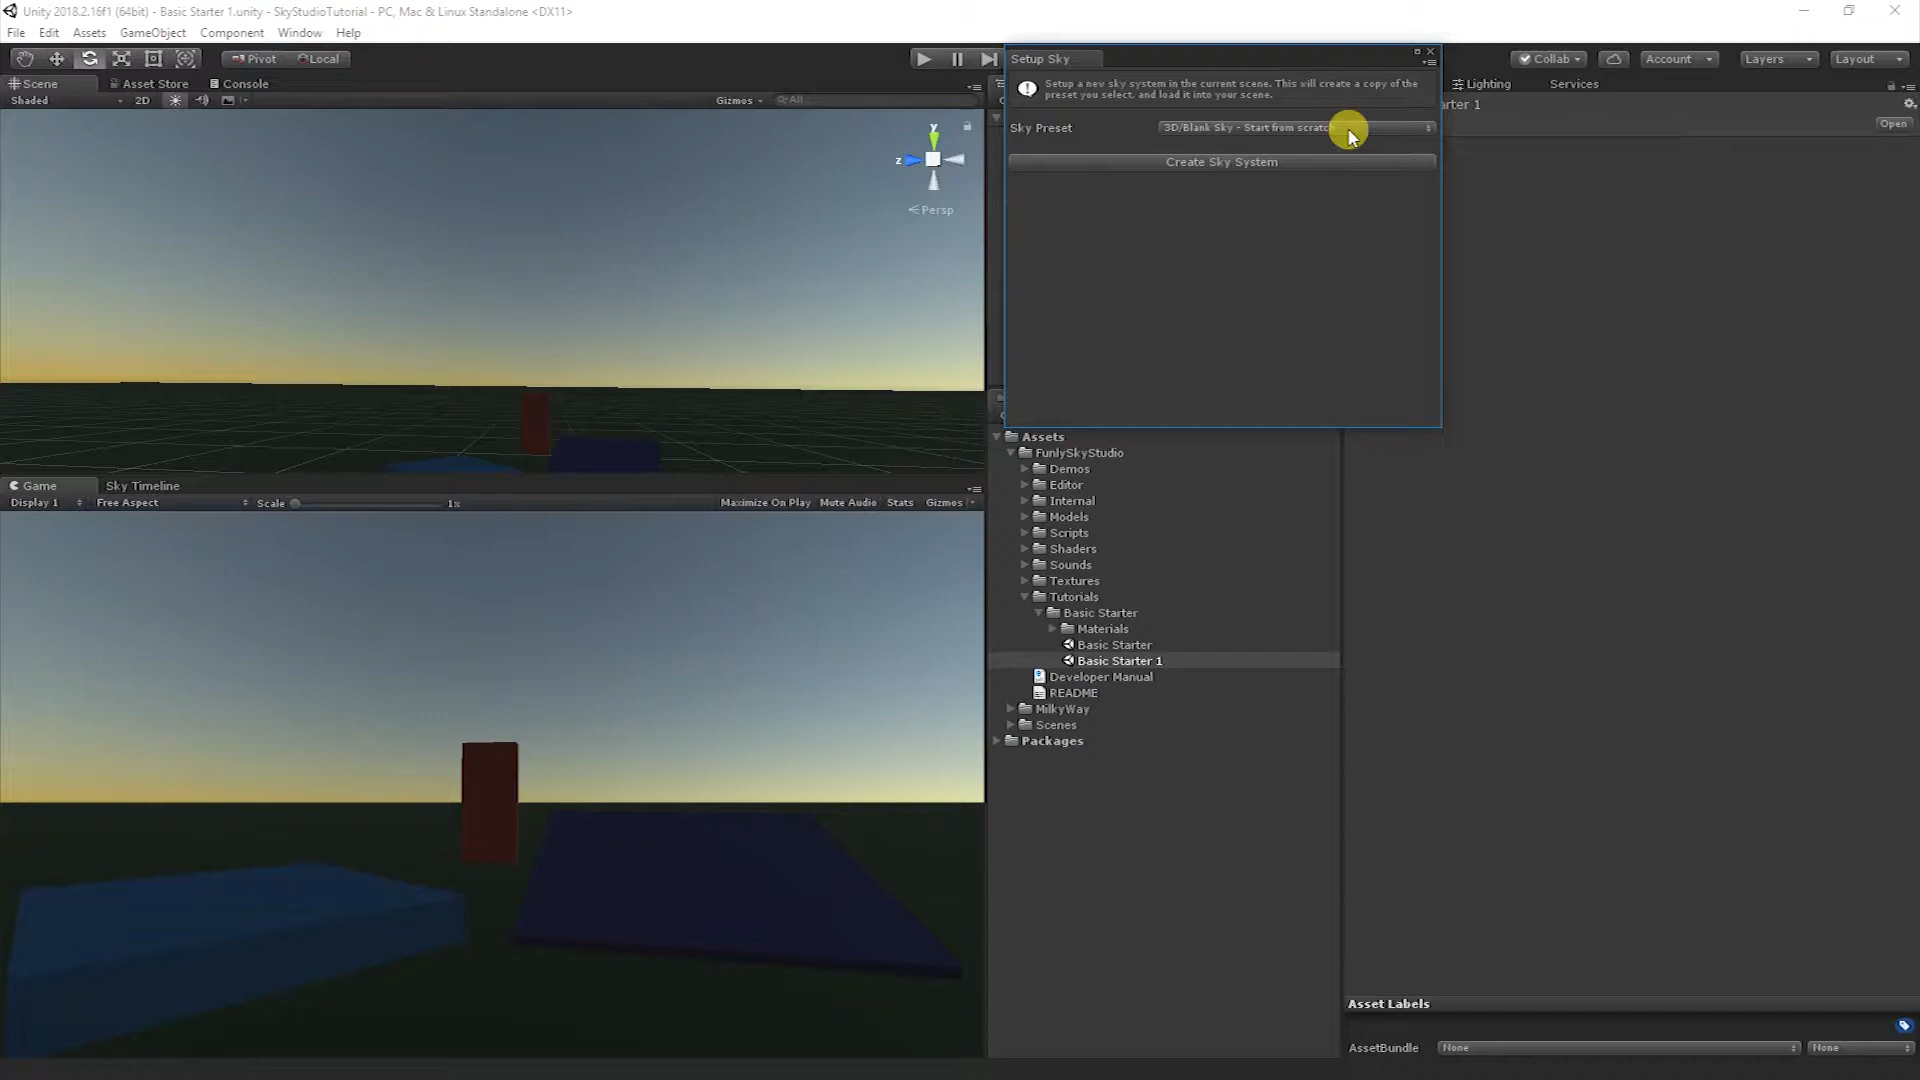 Unity 2018.2.16f1 (64bit) - Basic Starter 1.unity - SkyStudioTutorial - PC, Mac & Linux Standalone <DX11>
File Edit Assets GameObject Component Window Help
Pivot Local Collab Account Layers Layout
Scene Asset Store Console
Shaded 2D Gizmos All
y
z
Persp
Setup Sky
Setup a new sky system in the current scene. This will create a copy of the
preset you select, and load it into your scene.
Sky Preset 3D/Blank Sky - Start from scratch
Create Sky System
Lighting Services
arter 1
Open
Game Sky Timeline
Display 1 Free Aspect Scale 1x Maximize On Play Mute Audio Stats Gizmos
Assets
FunlySkyStudio
Demos
Editor
Internal
Models
Scripts
Shaders
Sounds
Textures
Tutorials
Basic Starter
Materials
Basic Starter
Basic Starter 1
Developer Manual
README
MilkyWay
Scenes
Packages
Asset Labels
AssetBundle None None